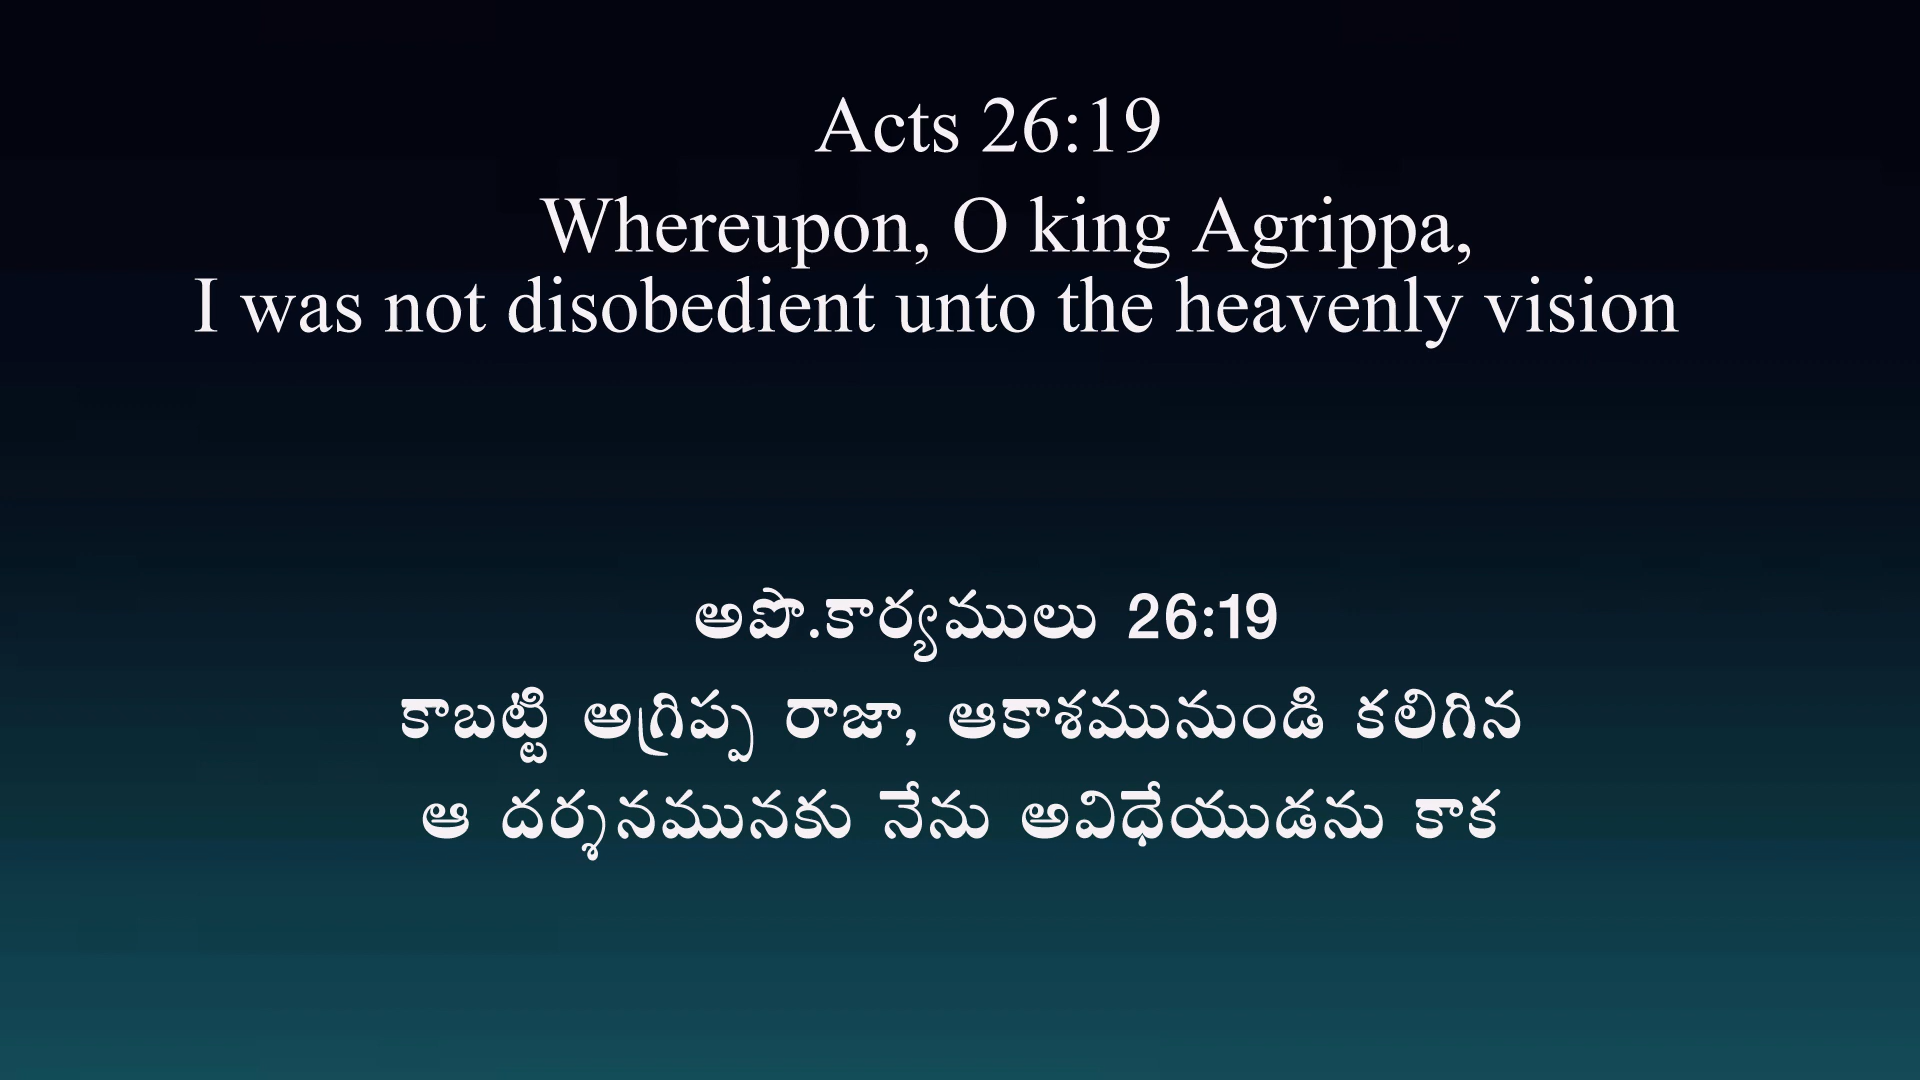 Acts 26:19
Whereupon, O king Agrippa,
I was not disobedient unto the heavenly vision
అపొ.కార్యములు 26:19
కాబట్టి అగ్రిప్ప రాజా, ఆకాశమునుండి కలిగిన
ఆ దర్శనమునకు నేను అవిధేయుడను కాక